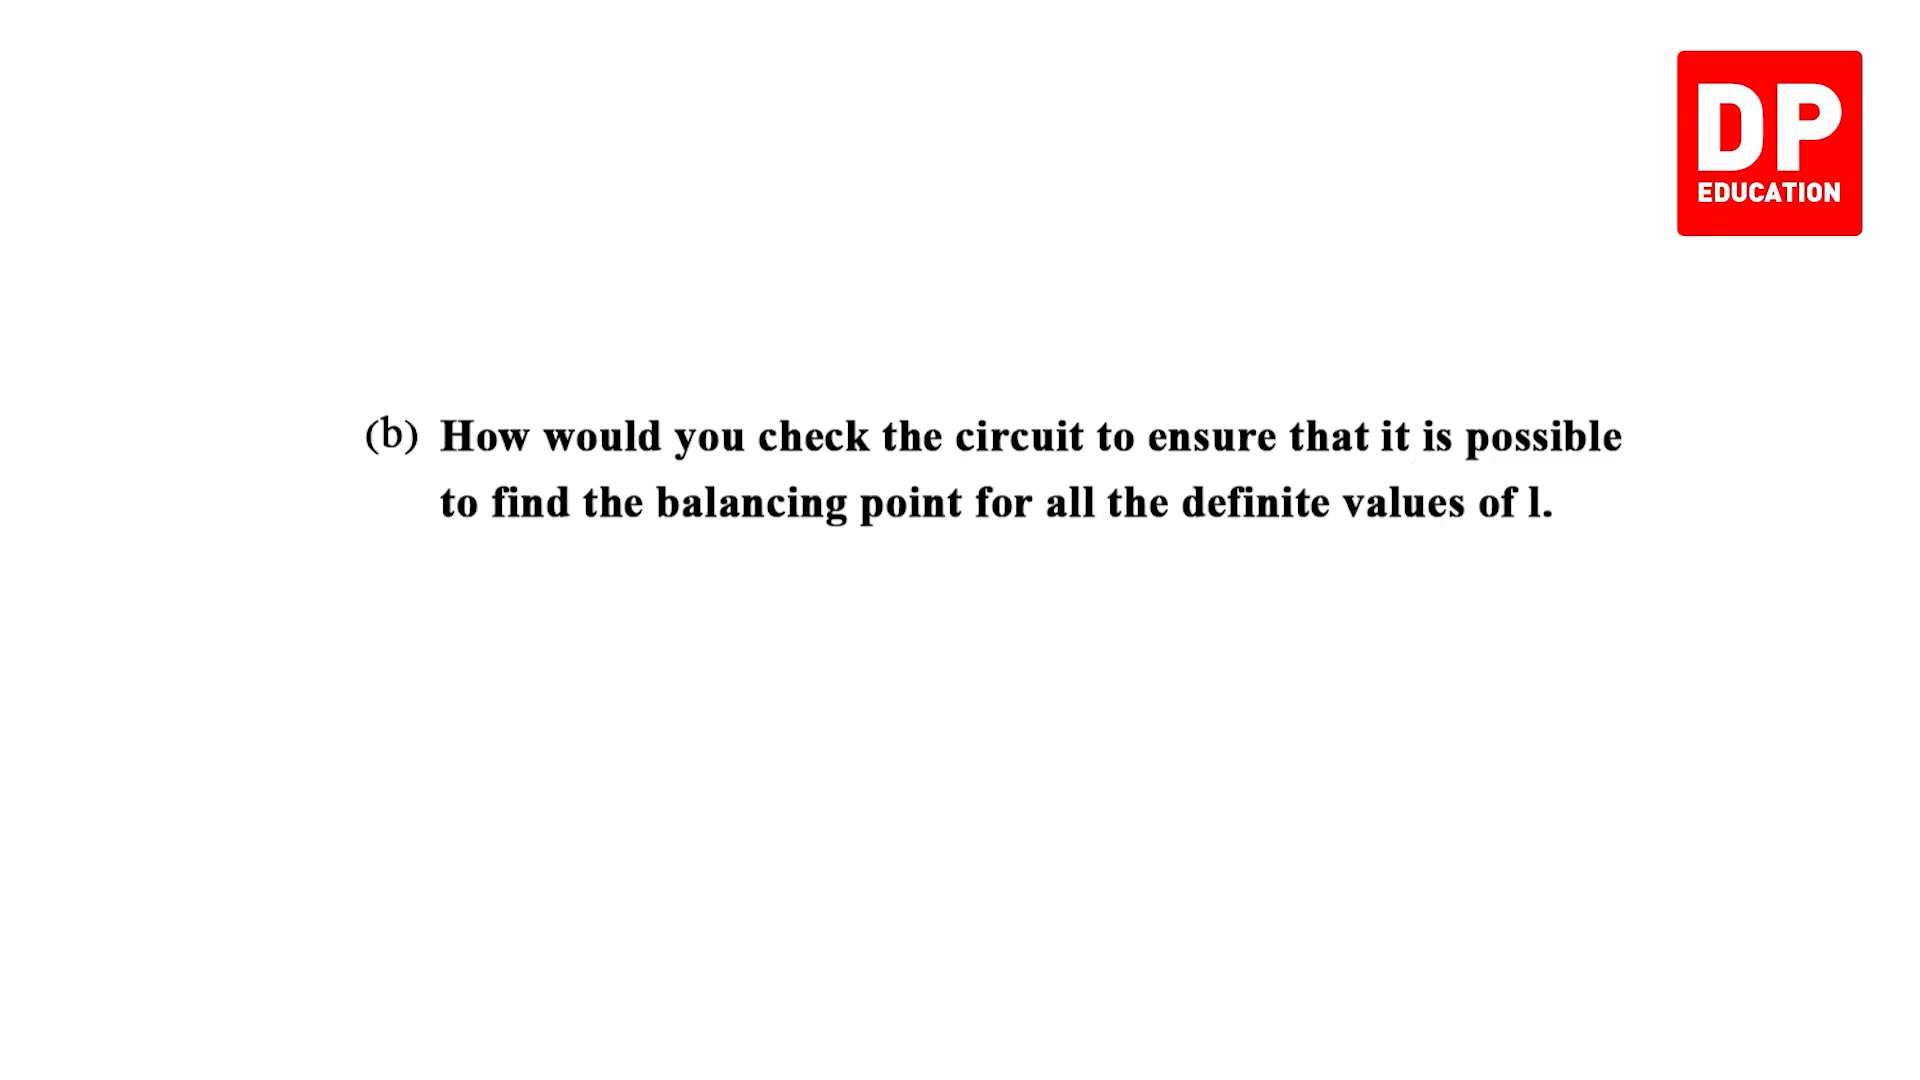 DP
EDUCATION
(b) How would you check the circuit to ensure that it is possible
to find the balancing point for all the definite values of l.